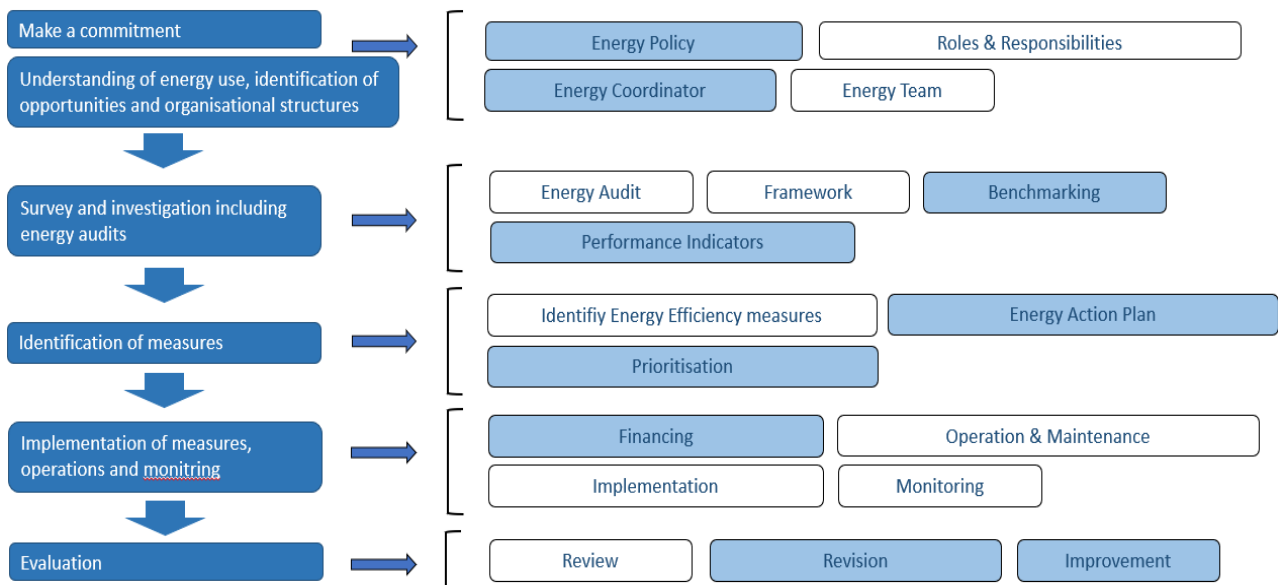 Make a commitment
Energy Policy
Roles & Responsibilities
Understanding of energy use, identification of
opportunities and organisational structures
Energy Coordinator
Energy Team
Survey and investigation including
energy audits
Energy Audit
Framework
Benchmarking
Performance Indicators
Identification of measures
Identifiy Energy Efficiency measures
Energy Action Plan
Prioritisation
Implementation of measures,
operations and monitring
Financing
Operation & Maintenance
Implementation
Monitoring
Evaluation
Review
Revision
Improvement